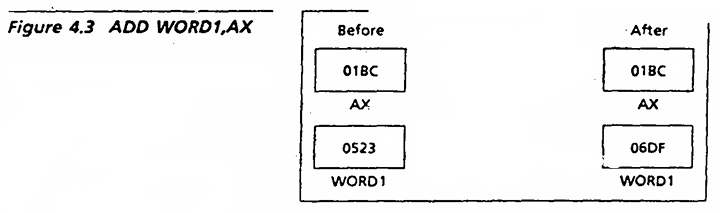 Figure 4.3 ADD WORD1,AX
Before After
01BC 01BC
AX AX
0523 06DF
WORD1 WORD1